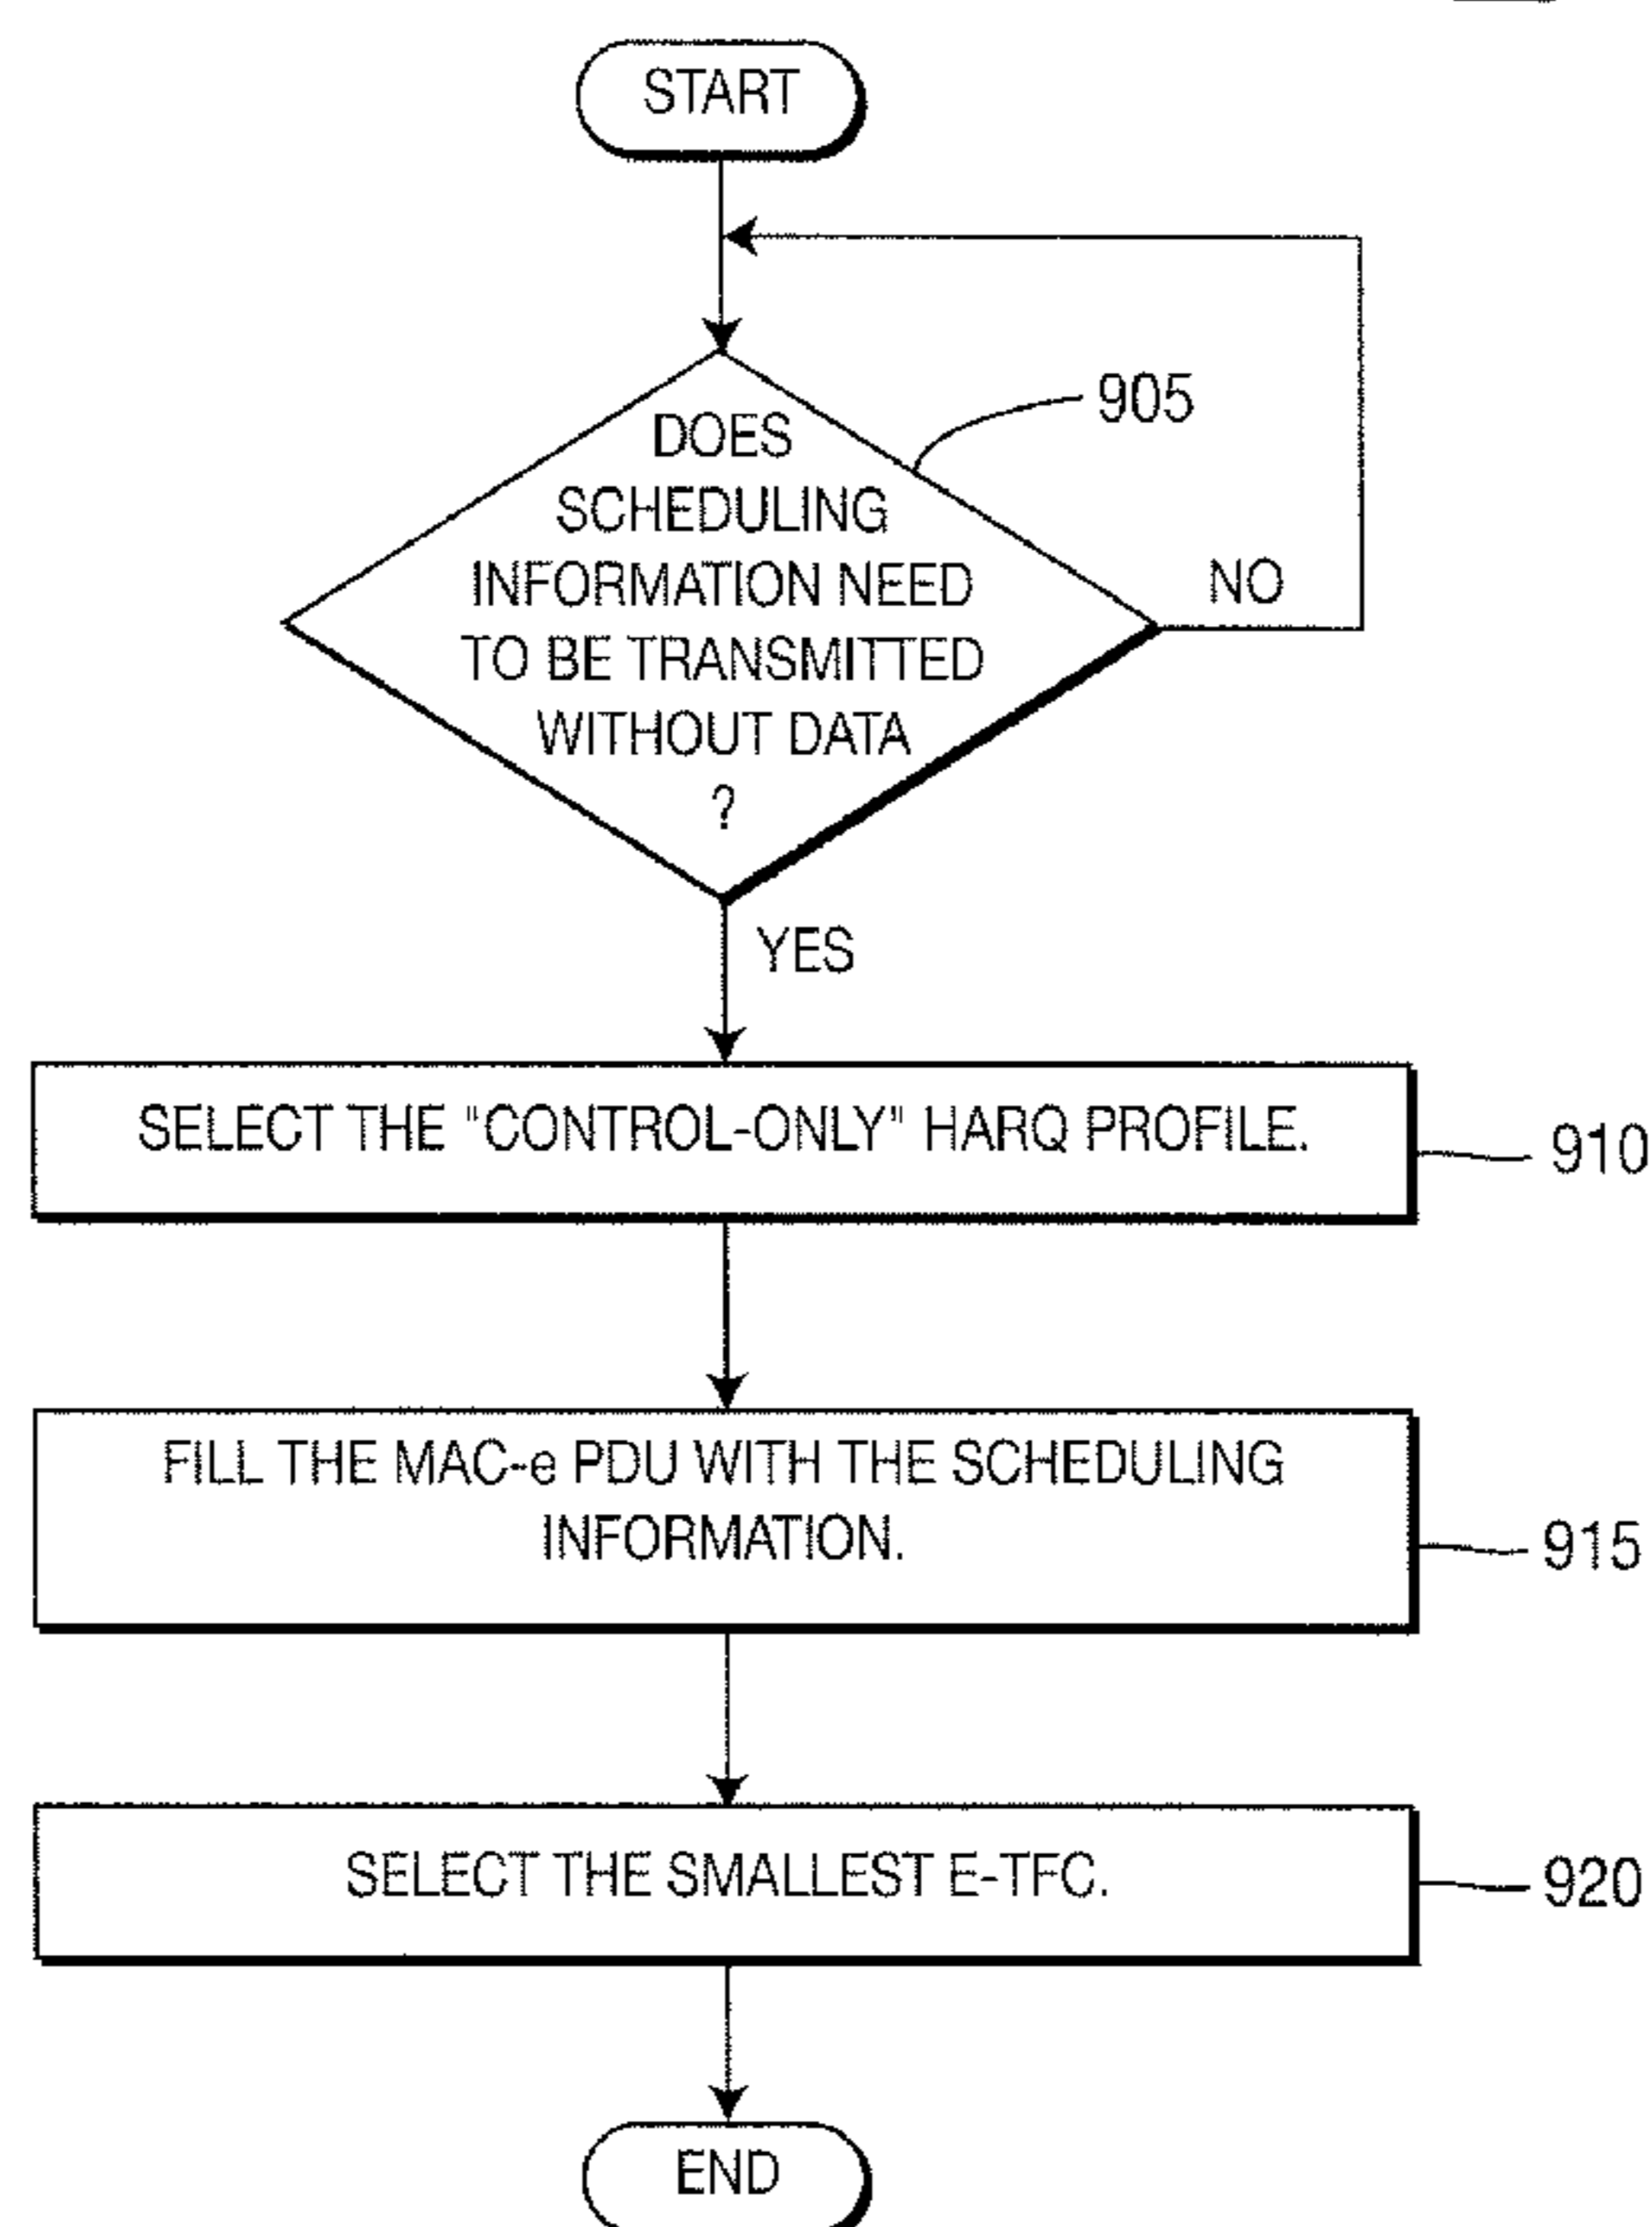 START
905
DOES
SCHEDULING
INFORMATION NEED
TO BE TRANSMITTED
WITHOUT DATA
?
NO
YES
SELECT THE "CONTROL-ONLY" HARQ PROFILE.
910
FILL THE MAC-e PDU WITH THE SCHEDULING
INFORMATION.
915
SELECT THE SMALLEST E-TFC.
920
END